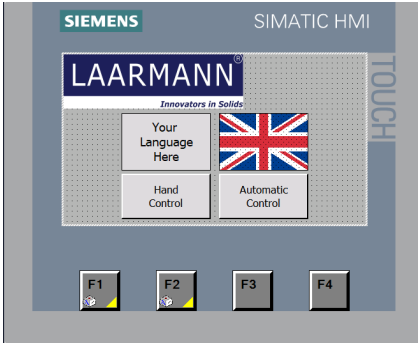 SIEMENS
SIMATIC HMI
LAARMANN®
Innovators in Solids
TOUCH
Your
Language
Here
Hand
Control
Automatic
Control
F1
F2
F3
F4